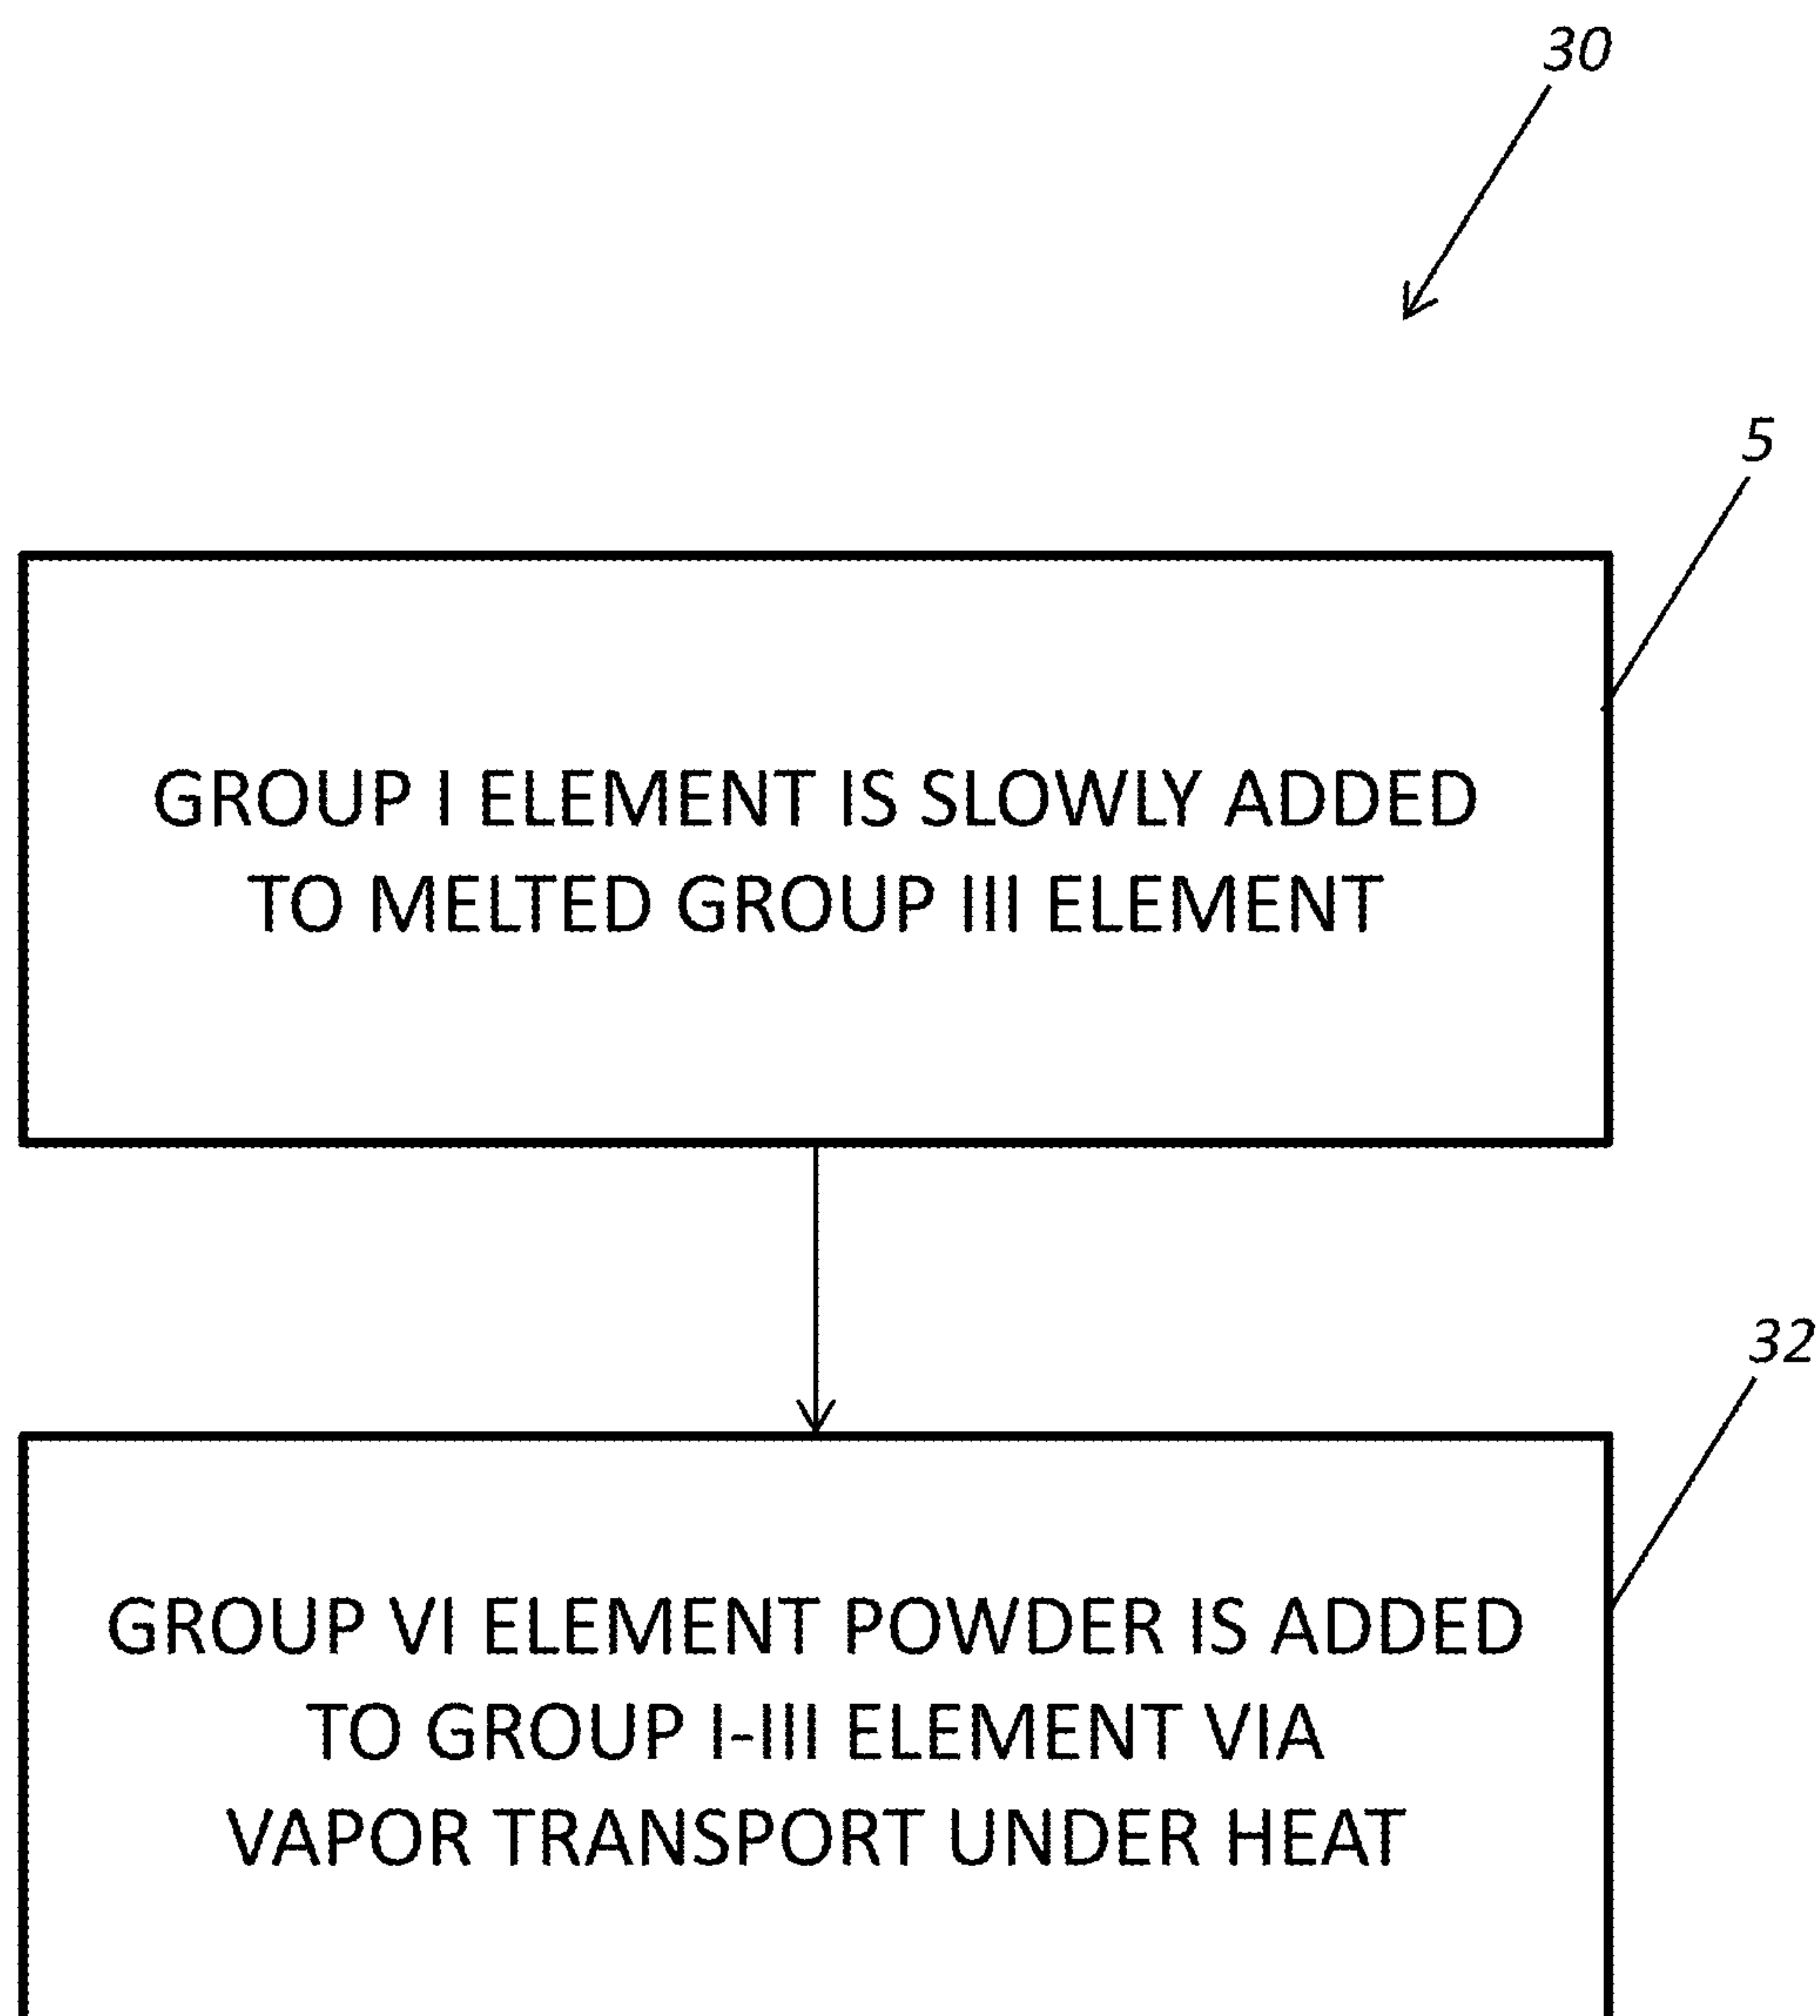 30
5
GROUP I ELEMENT IS SLOWLY ADDED
TO MELTED GROUP III ELEMENT
32
GROUP VI ELEMENT POWDER IS ADDED
TO GROUP I-III ELEMENT VIA
VAPOR TRANSPORT UNDER HEAT